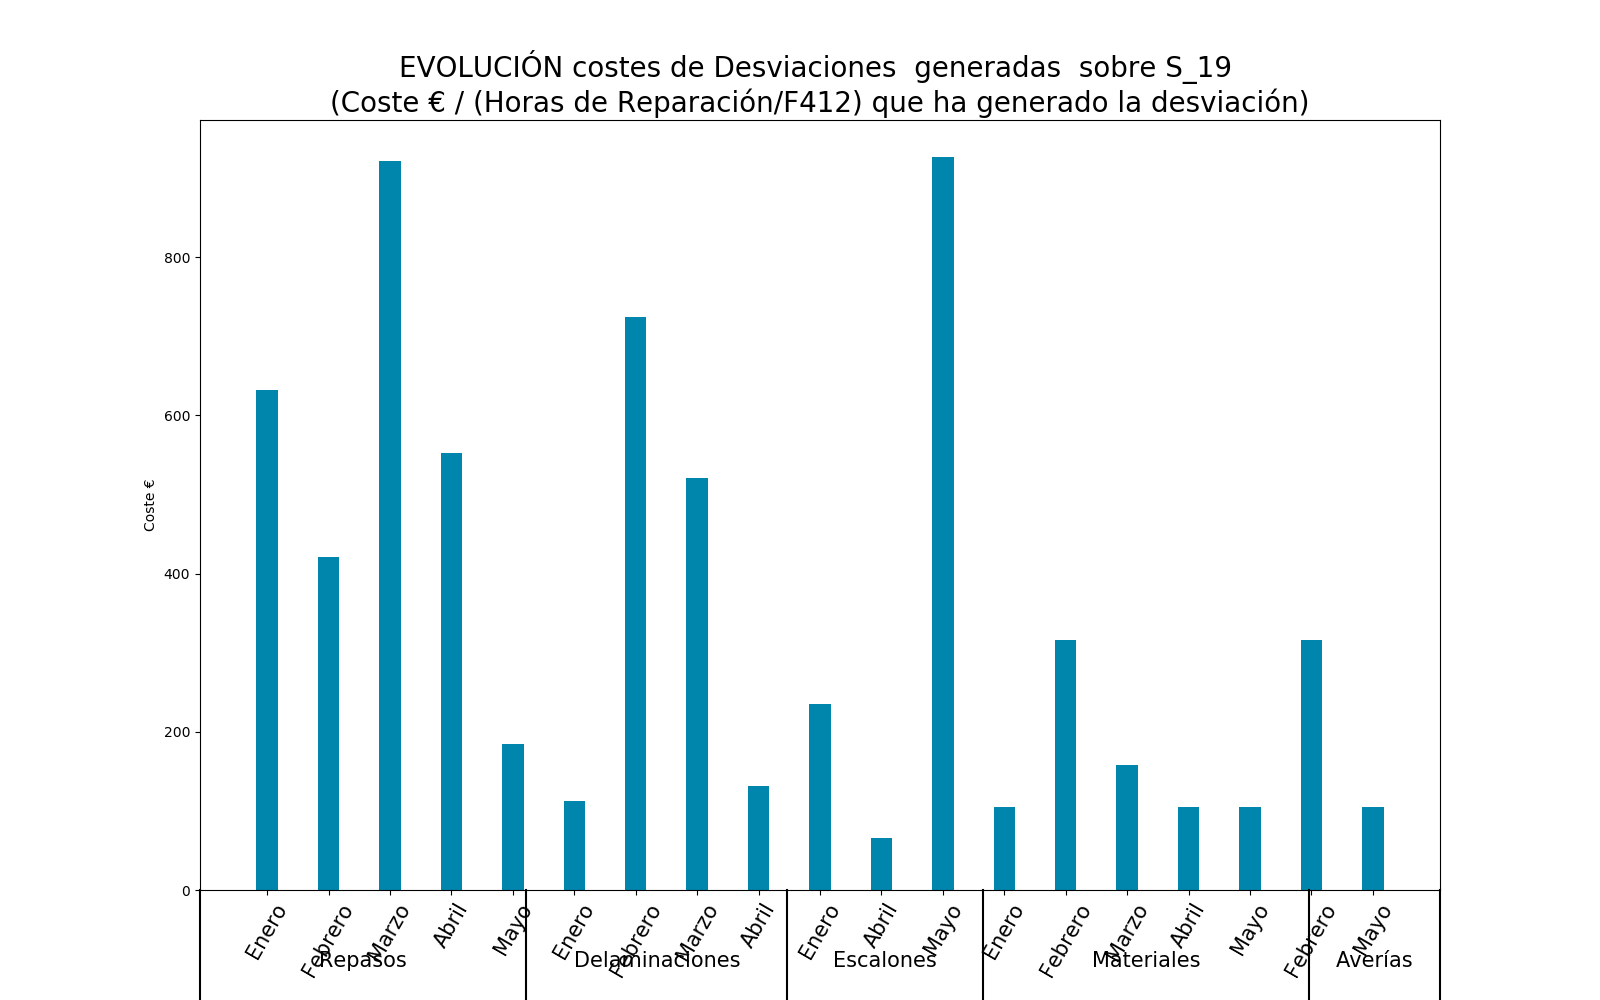 EVOLUCIÓN costes de Desviaciones  generadas  sobre S_19
(Coste € / (Horas de Reparación/F412) que ha generado la desviación)
800
600
400
200
0
Coste €
Enero Febrero Marzo Abril Mayo Enero Febrero Marzo Abril Enero Abril Mayo Enero Febrero Marzo Abril Mayo Febrero Mayo
Repasos Delaminaciones Escalones Materiales Averías